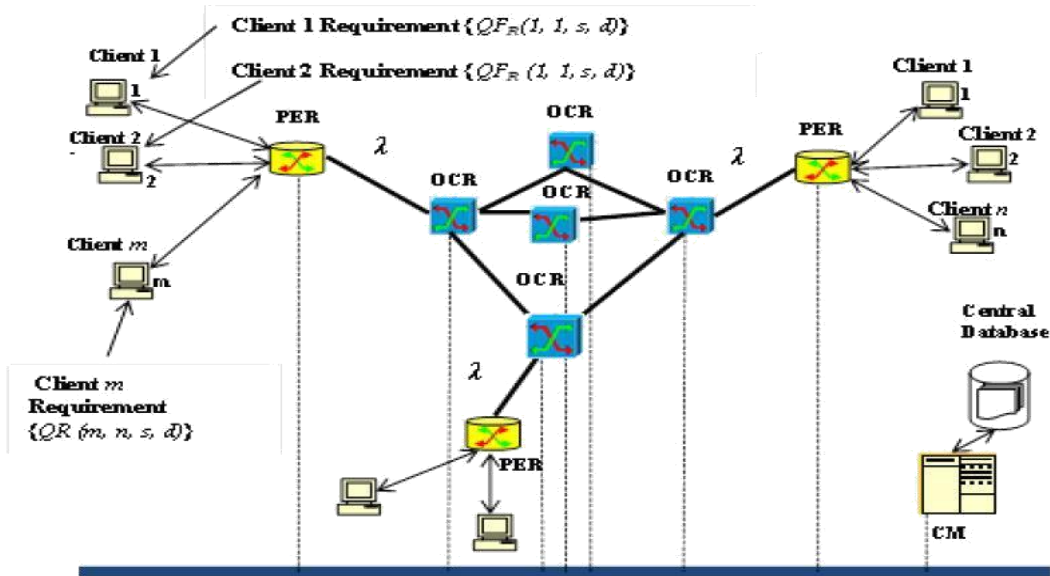 Client 1 Requirement {QF_R(1, 1, s, d)}
Client 1
1
Client 2 Requirement {QF_R (1, 1, s, d)}
Client 2
2
PER
λ
OCR
OCR
OCR
OCR
λ
PER
Client 1
1
Client 2
2
Client n
n
Client m
m
OCR
λ
PER
Client m
Requirement
{QR (m, n, s, d)}
Central
Database
CM